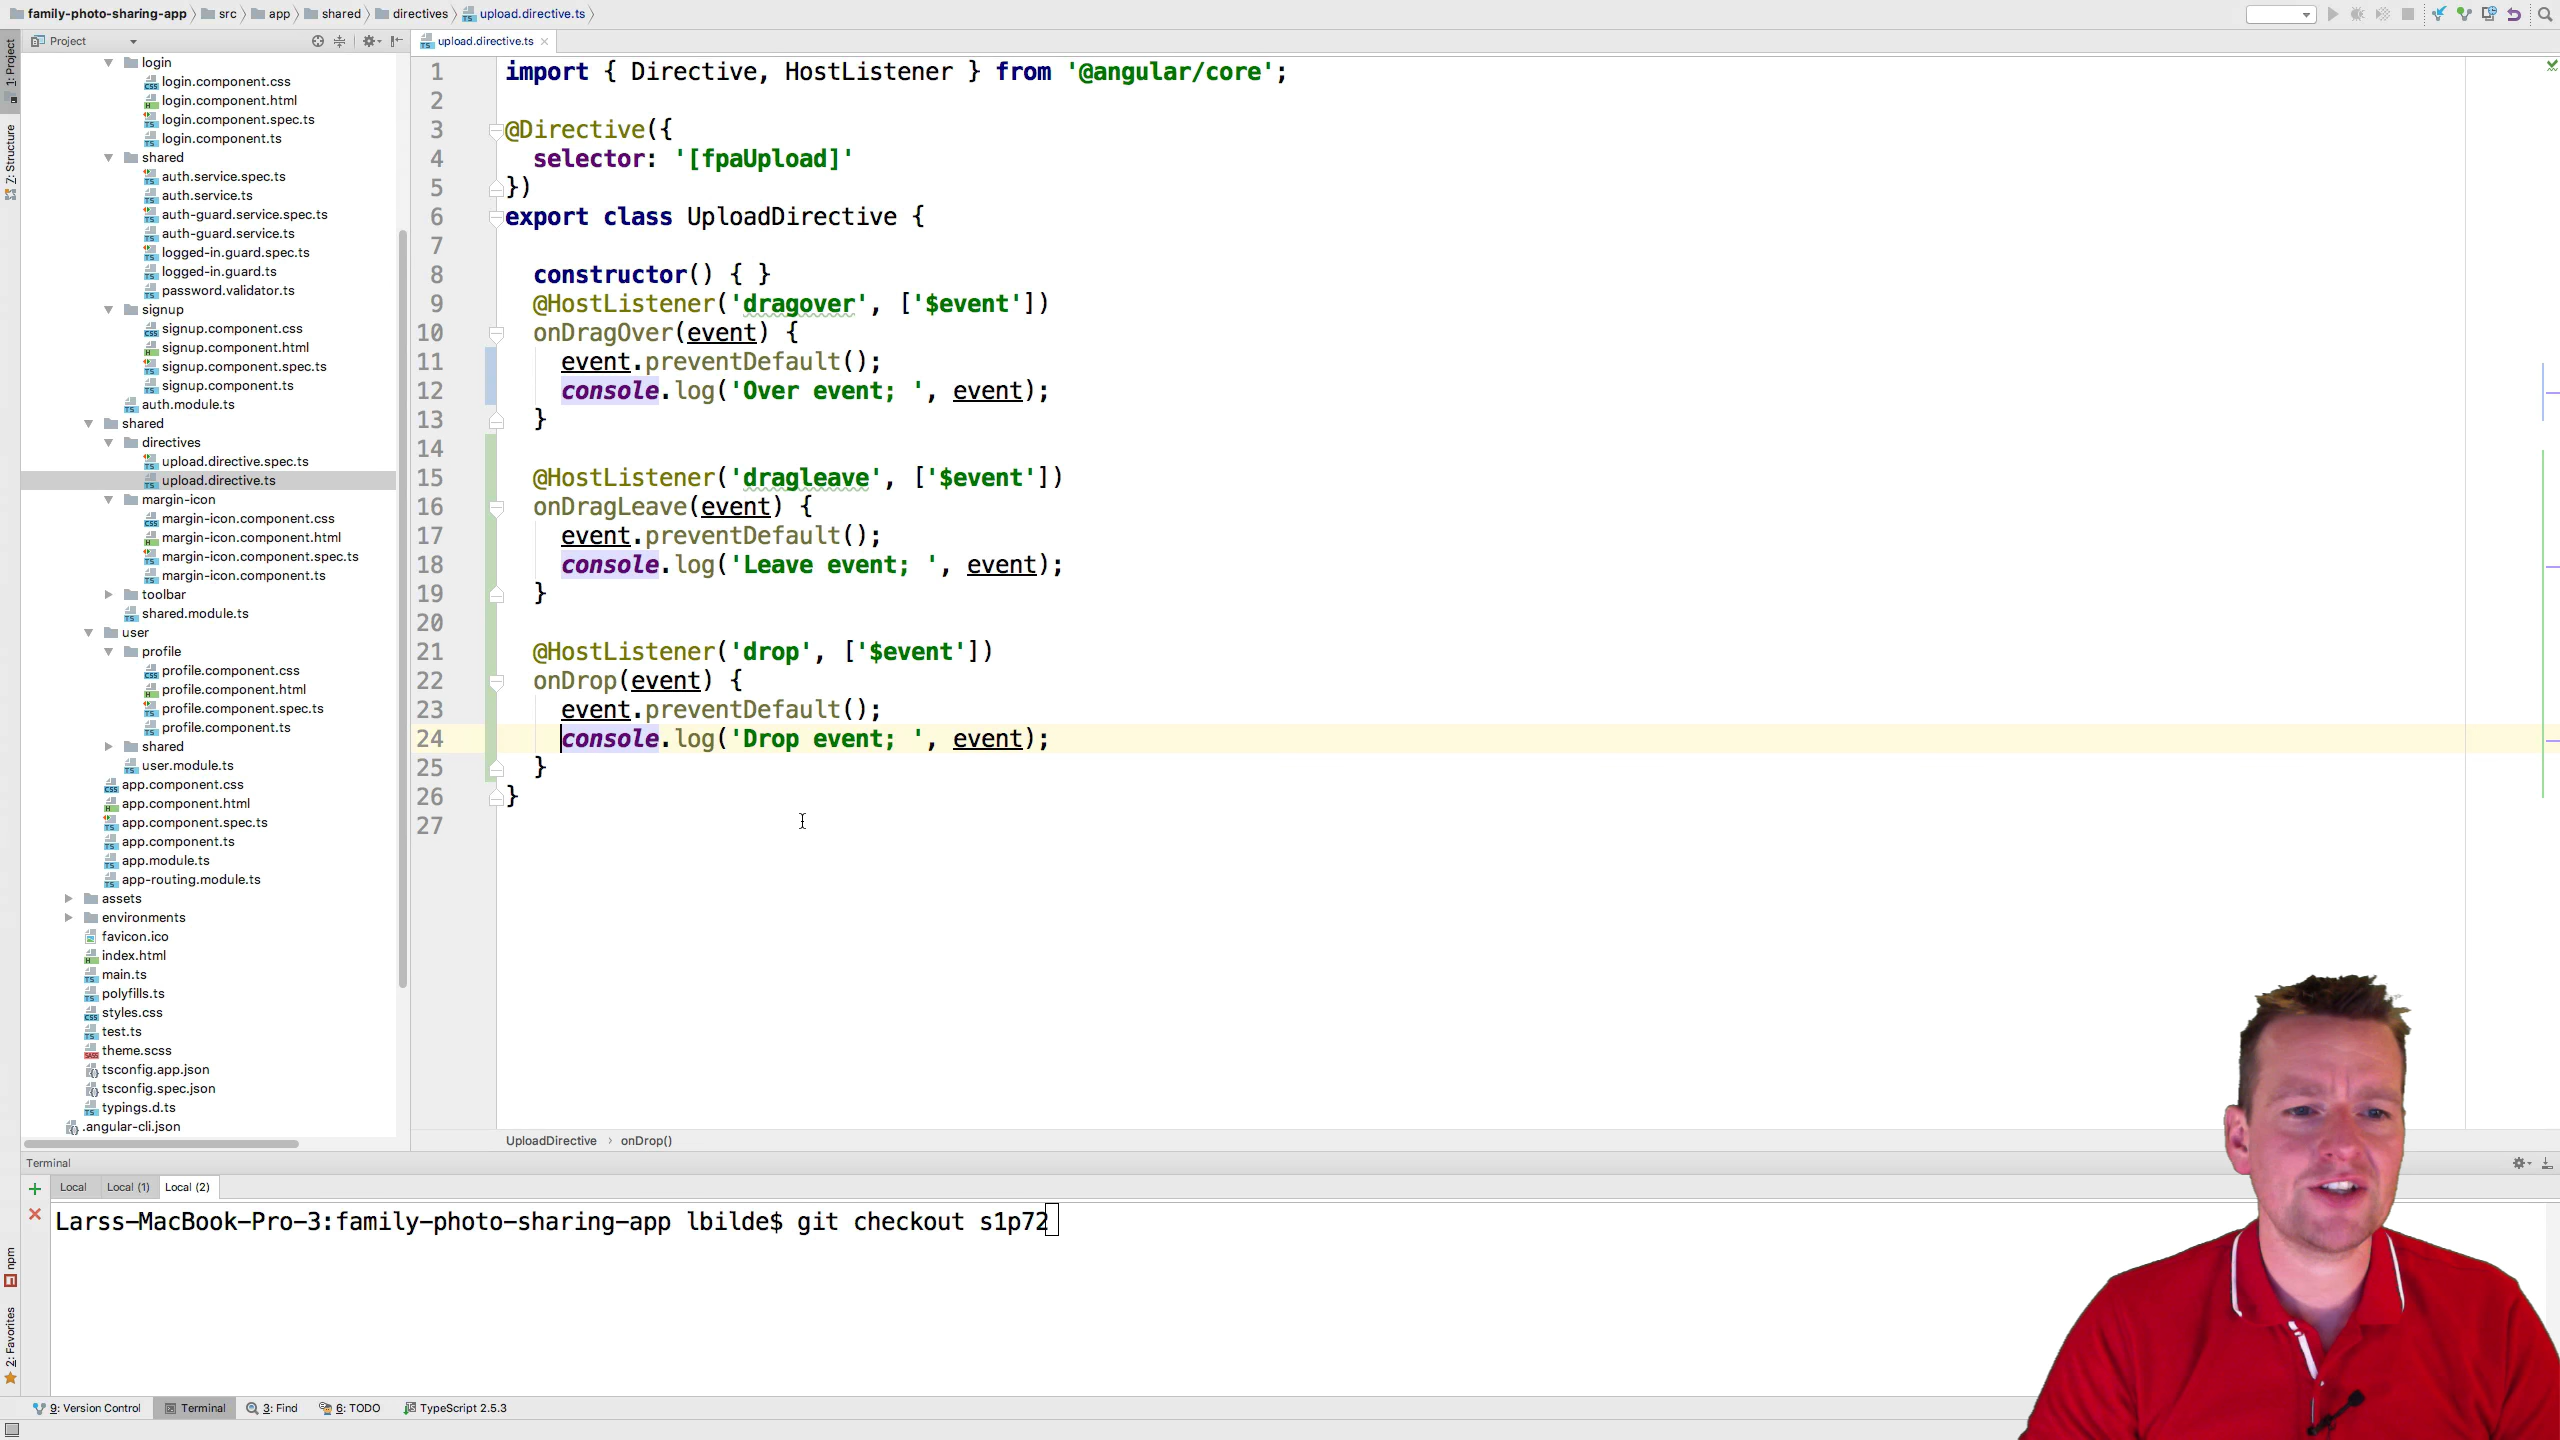 family-photo-sharing-app src app shared directives upload.directive.ts
Project
upload.directive.ts
1: Project
Z: Structure
npm
2: Favorites
login
login.component.css
login.component.html
login.component.spec.ts
login.component.ts
shared
auth.service.spec.ts
auth.service.ts
auth-guard.service.spec.ts
auth-guard.service.ts
logged-in.guard.spec.ts
logged-in.guard.ts
password.validator.ts
signup
signup.component.css
signup.component.html
signup.component.spec.ts
signup.component.ts
auth.module.ts
shared
directives
upload.directive.spec.ts
upload.directive.ts
margin-icon
margin-icon.component.css
margin-icon.component.html
margin-icon.component.spec.ts
margin-icon.component.ts
toolbar
shared.module.ts
user
profile
profile.component.css
profile.component.html
profile.component.spec.ts
profile.component.ts
shared
user.module.ts
app.component.css
app.component.html
app.component.spec.ts
app.component.ts
app.module.ts
app-routing.module.ts
assets
environments
favicon.ico
index.html
main.ts
polyfills.ts
styles.css
test.ts
theme.scss
tsconfig.app.json
tsconfig.spec.json
typings.d.ts
.angular-cli.json
1 import { Directive, HostListener } from '@angular/core';
2
3 @Directive({
4   selector: '[fpaUpload]'
5 })
6 export class UploadDirective {
7
8   constructor() { }
9   @HostListener('dragover', ['$event'])
10   onDragOver(event) {
11     event.preventDefault();
12     console.log('Over event; ', event);
13   }
14
15   @HostListener('dragleave', ['$event'])
16   onDragLeave(event) {
17     event.preventDefault();
18     console.log('Leave event; ', event);
19   }
20
21   @HostListener('drop', ['$event'])
22   onDrop(event) {
23     event.preventDefault();
24     console.log('Drop event; ', event);
25   }
26 }
27
UploadDirective › onDrop()
Terminal
Local Local (1) Local (2)
Larss-MacBook-Pro-3:family-photo-sharing-app lbilde$ git checkout s1p72
9: Version Control Terminal 3: Find 6: TODO TypeScript 2.5.3